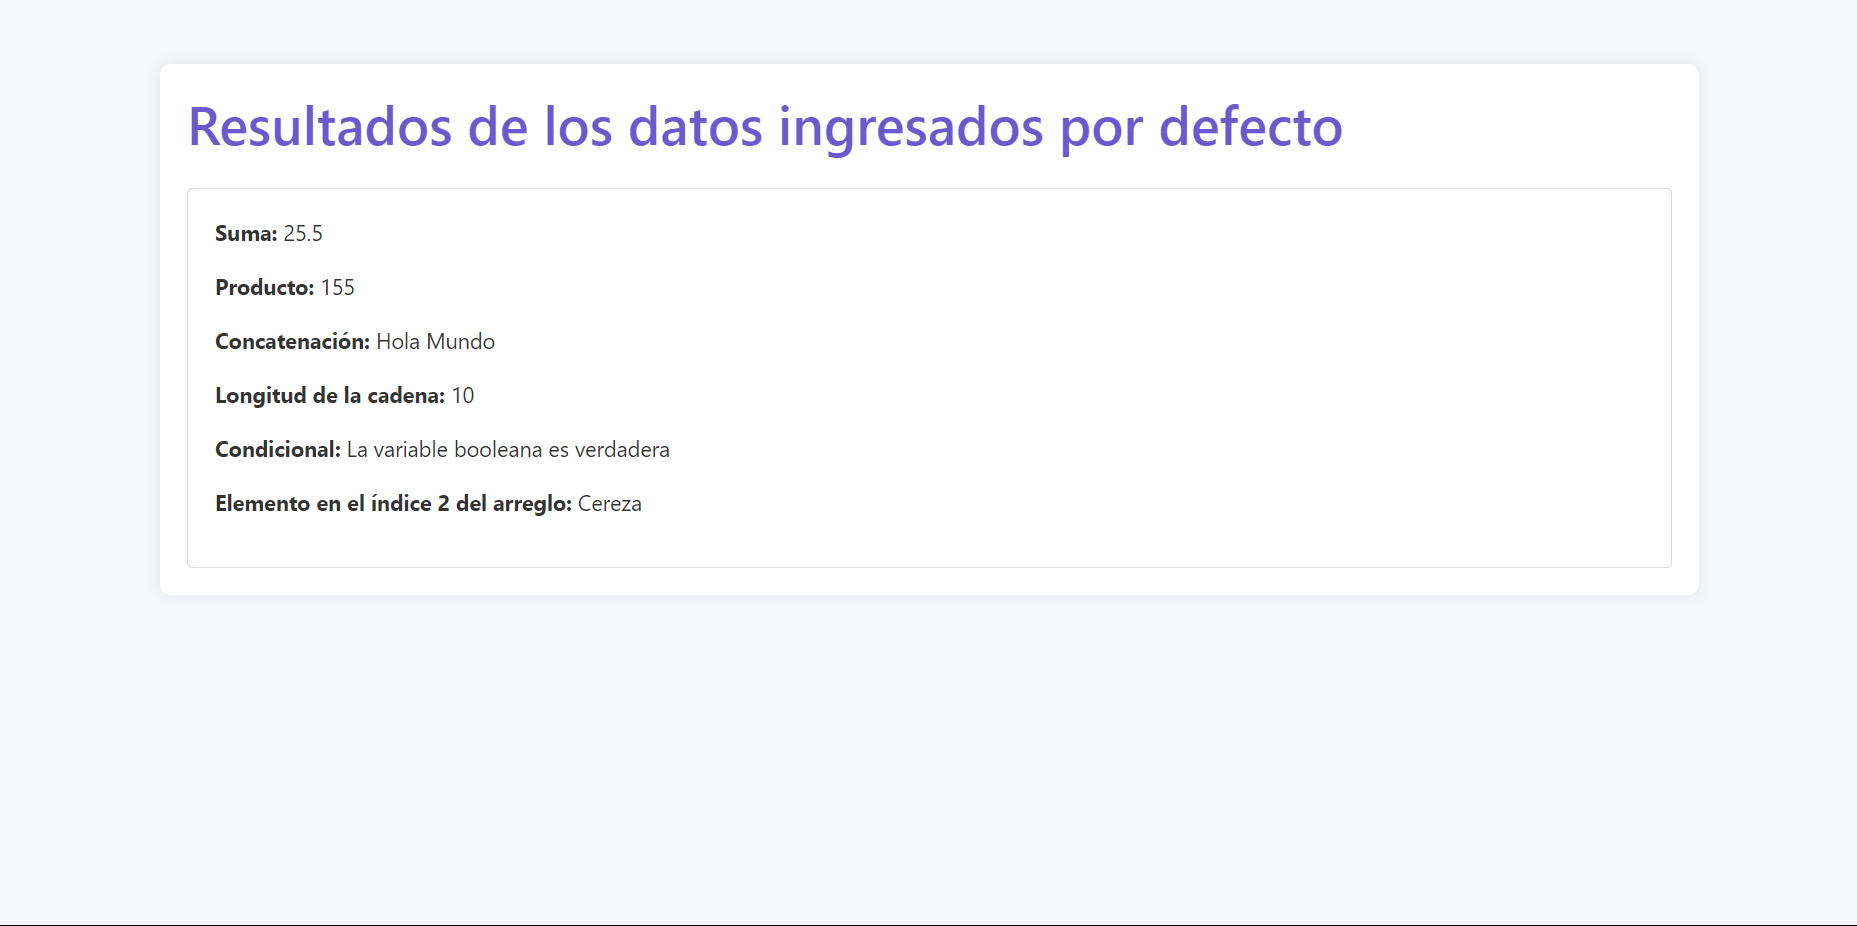 Resultados de los datos ingresados por defecto
Suma: 25.5
Producto: 155
Concatenación: Hola Mundo
Longitud de la cadena: 10
Condicional: La variable booleana es verdadera
Elemento en el índice 2 del arreglo: Cereza